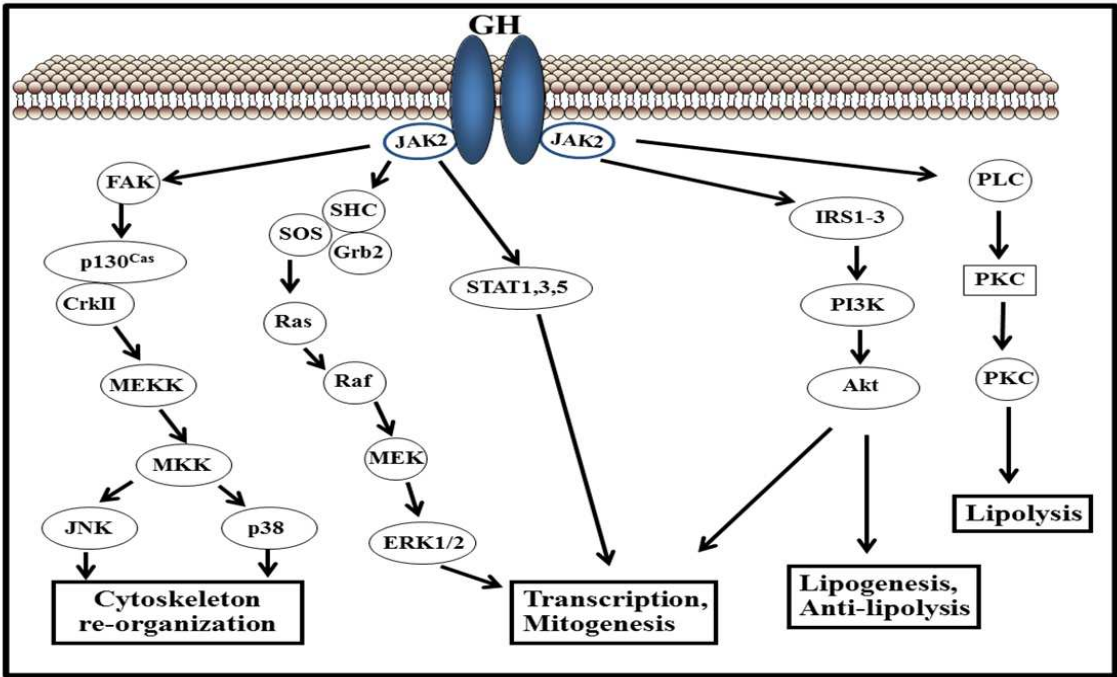 GH
JAK2
JAK2
FAK
p130Cas
CrkII
MEKK
MKK
JNK
p38
Cytoskeleton
re-organization
SHC
SOS
Grb2
Ras
Raf
MEK
ERK1/2
STAT1,3,5
Transcription,
Mitogenesis
IRS1-3
PI3K
Akt
Lipogenesis,
Anti-lipolysis
PLC
PKC
PKC
Lipolysis